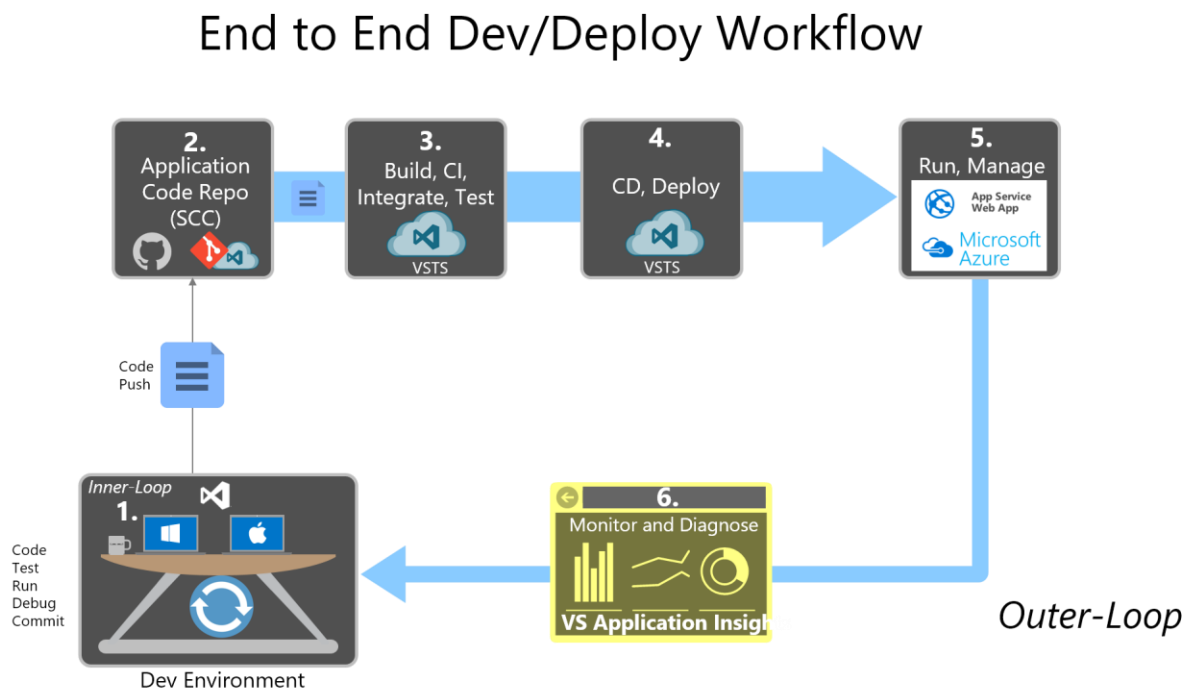 End to End Dev/Deploy Workflow
2.
Application
Code Repo
(SCC)
3.
Build, CI,
Integrate, Test
VSTS
4.
CD, Deploy
VSTS
5.
Run, Manage
App Service
Web App
Microsoft
Azure
Code
Push
Inner-Loop
1.
Code
Test
Run
Debug
Commit
Dev Environment
6.
Monitor and Diagnose
VS Application Insigh
Outer-Loop